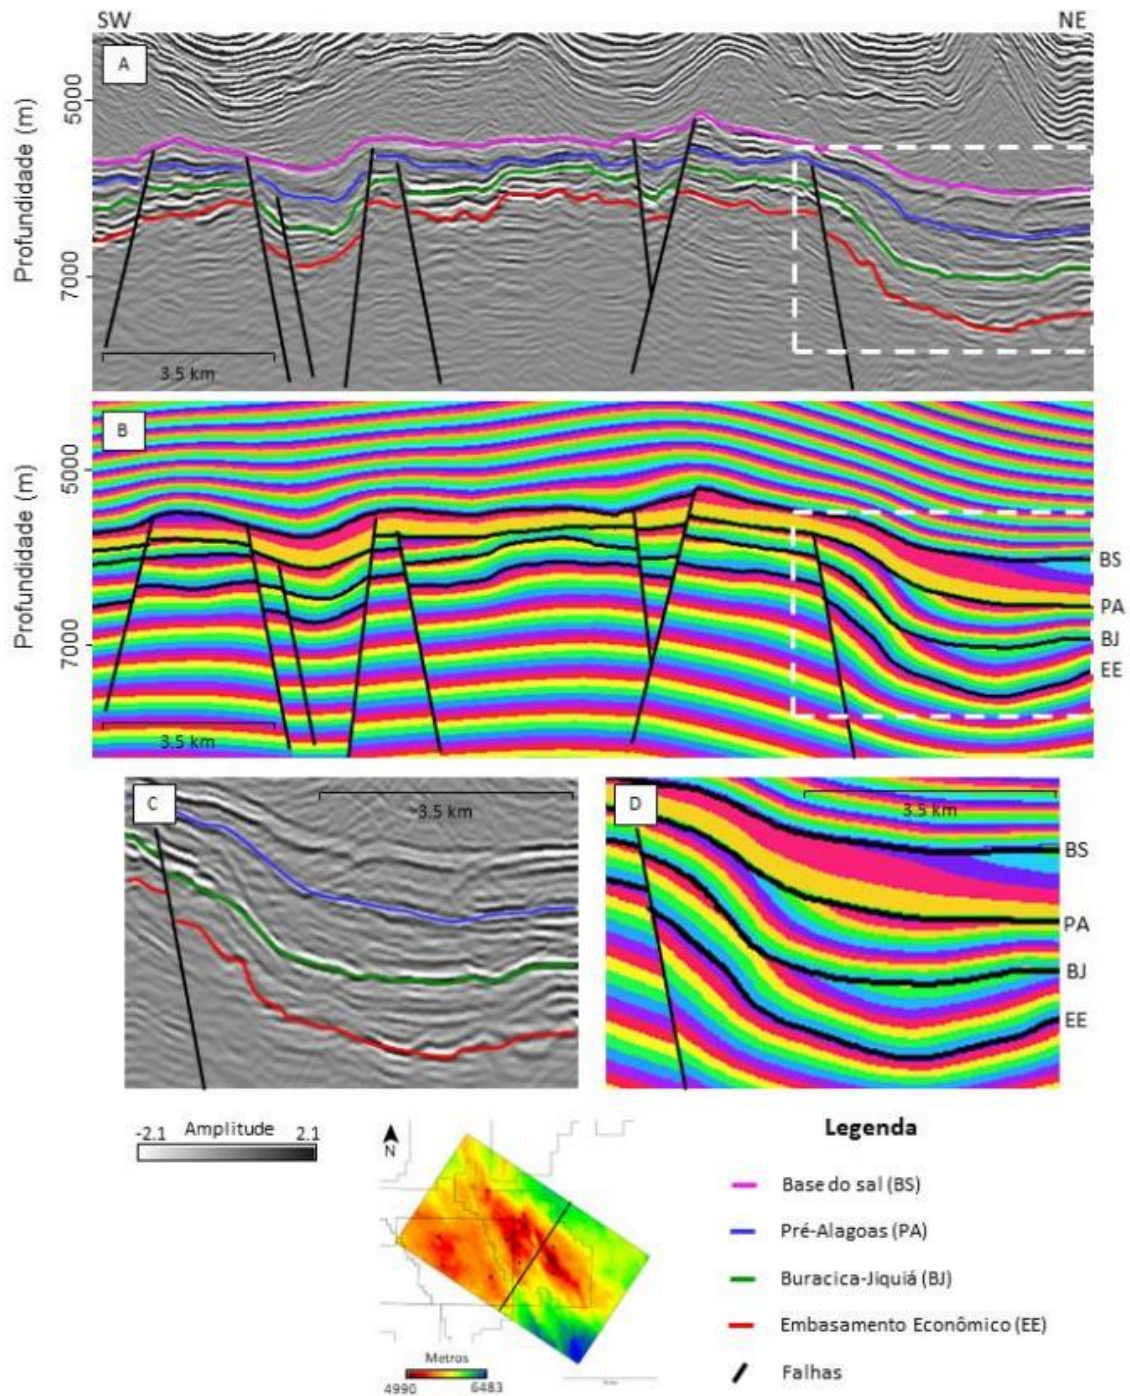 SW NE
A
Profundidade (m)
5000
7000
3.5 km
B
Profundidade (m)
5000
7000
3.5 km
BS
PA
BJ
EE
C
3.5 km
D
3.5 km
BS
PA
BJ
EE
-2.1 Amplitude 2.1
N
Metros
4990 6483
Legenda
Base do sal (BS)
Pré-Alagoas (PA)
Buracica-Jiquiá (BJ)
Embasamento Econômico (EE)
Falhas